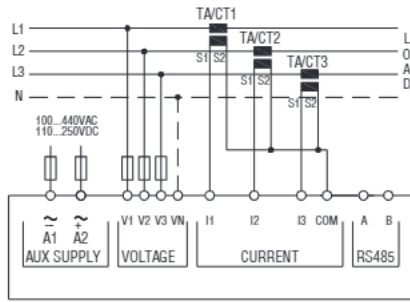 TA/CT1
L1
S1 S2
TA/CT2
L2
S1 S2
TA/CT3
L3
S1 S2
N
LOAD
100...440VAC
110...250VDC
~ – ~ +
A1 A2
AUX SUPPLY
V1 V2 V3 VN
VOLTAGE
I1 I2 I3 COM
CURRENT
A B
RS485